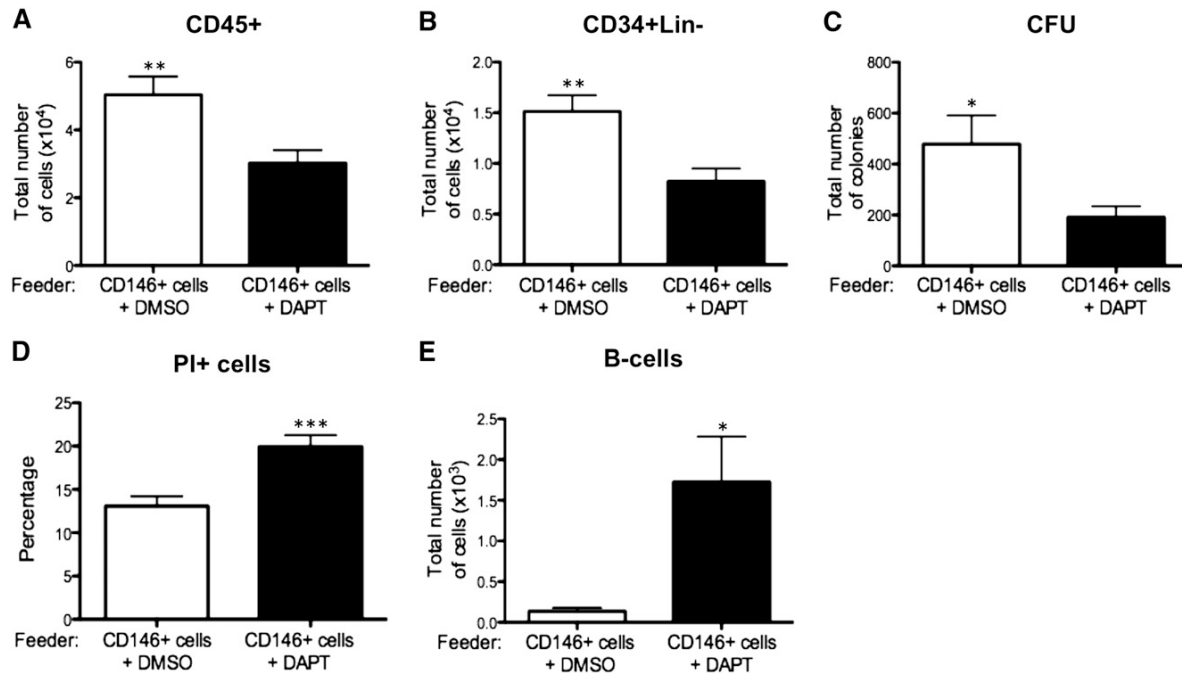 A
CD45+
Total number
of cells (x10⁴)
6
4
2
0
**
Feeder: CD146+ cells CD146+ cells
+ DMSO + DAPT
B
CD34+Lin-
Total number
of cells (x10⁴)
2.0
1.5
1.0
0.5
0.0
**
Feeder: CD146+ cells CD146+ cells
+ DMSO + DAPT
C
CFU
Total number
of colonies
800
600
400
200
0
*
Feeder: CD146+ cells CD146+ cells
+ DMSO + DAPT
D
PI+ cells
Percentage
25
20
15
10
5
0
***
Feeder: CD146+ cells CD146+ cells
+ DMSO + DAPT
E
B-cells
Total number
of cells (x10³)
2.5
2.0
1.5
1.0
0.5
0.0
*
Feeder: CD146+ cells CD146+ cells
+ DMSO + DAPT